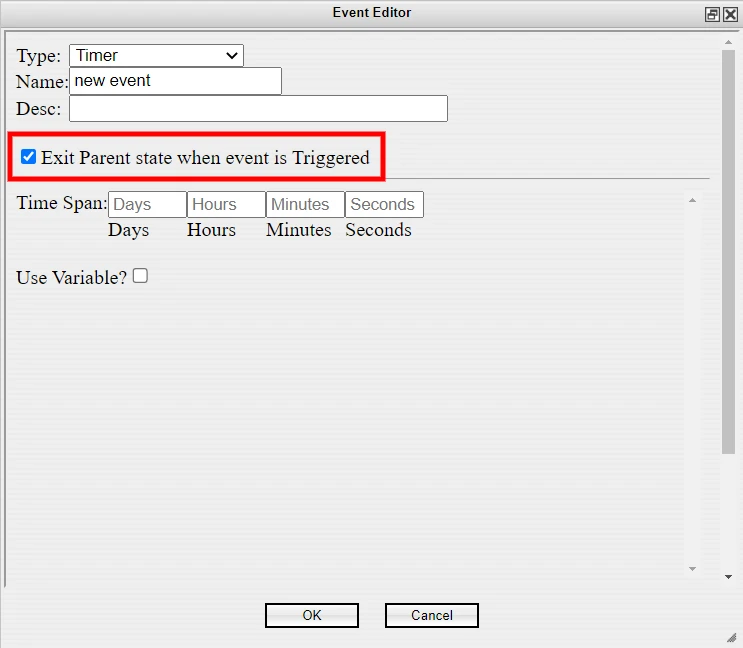 Event Editor
Type: Timer
Name: new event
Desc:
Exit Parent state when event is Triggered
Time Span: Days Hours Minutes Seconds
Days Hours Minutes Seconds
Use Variable?
OK Cancel